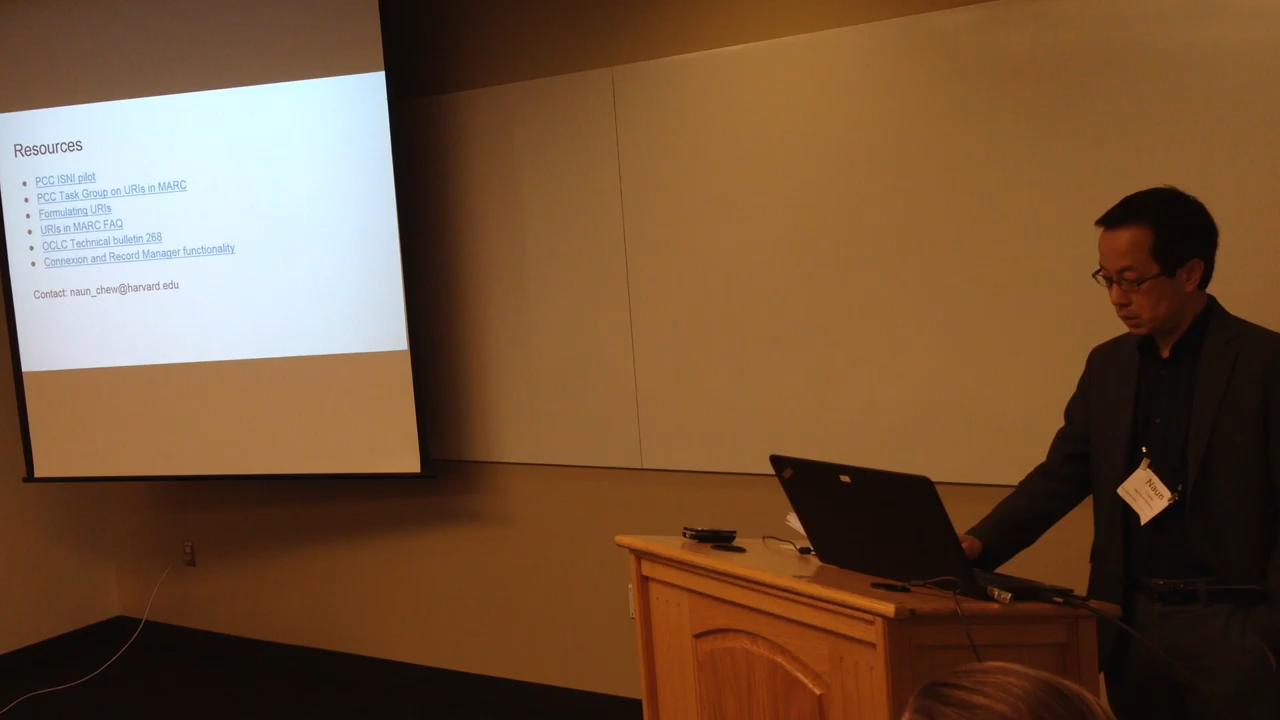 Resources
PCC ISNI pilot
PCC Task Group on URIs in MARC
Formulating URIs
URIs in MARC FAQ
OCLC Technical bulletin 268
Connexion and Record Manager functionality
Contact: naun_chew@harvard.edu
Naun